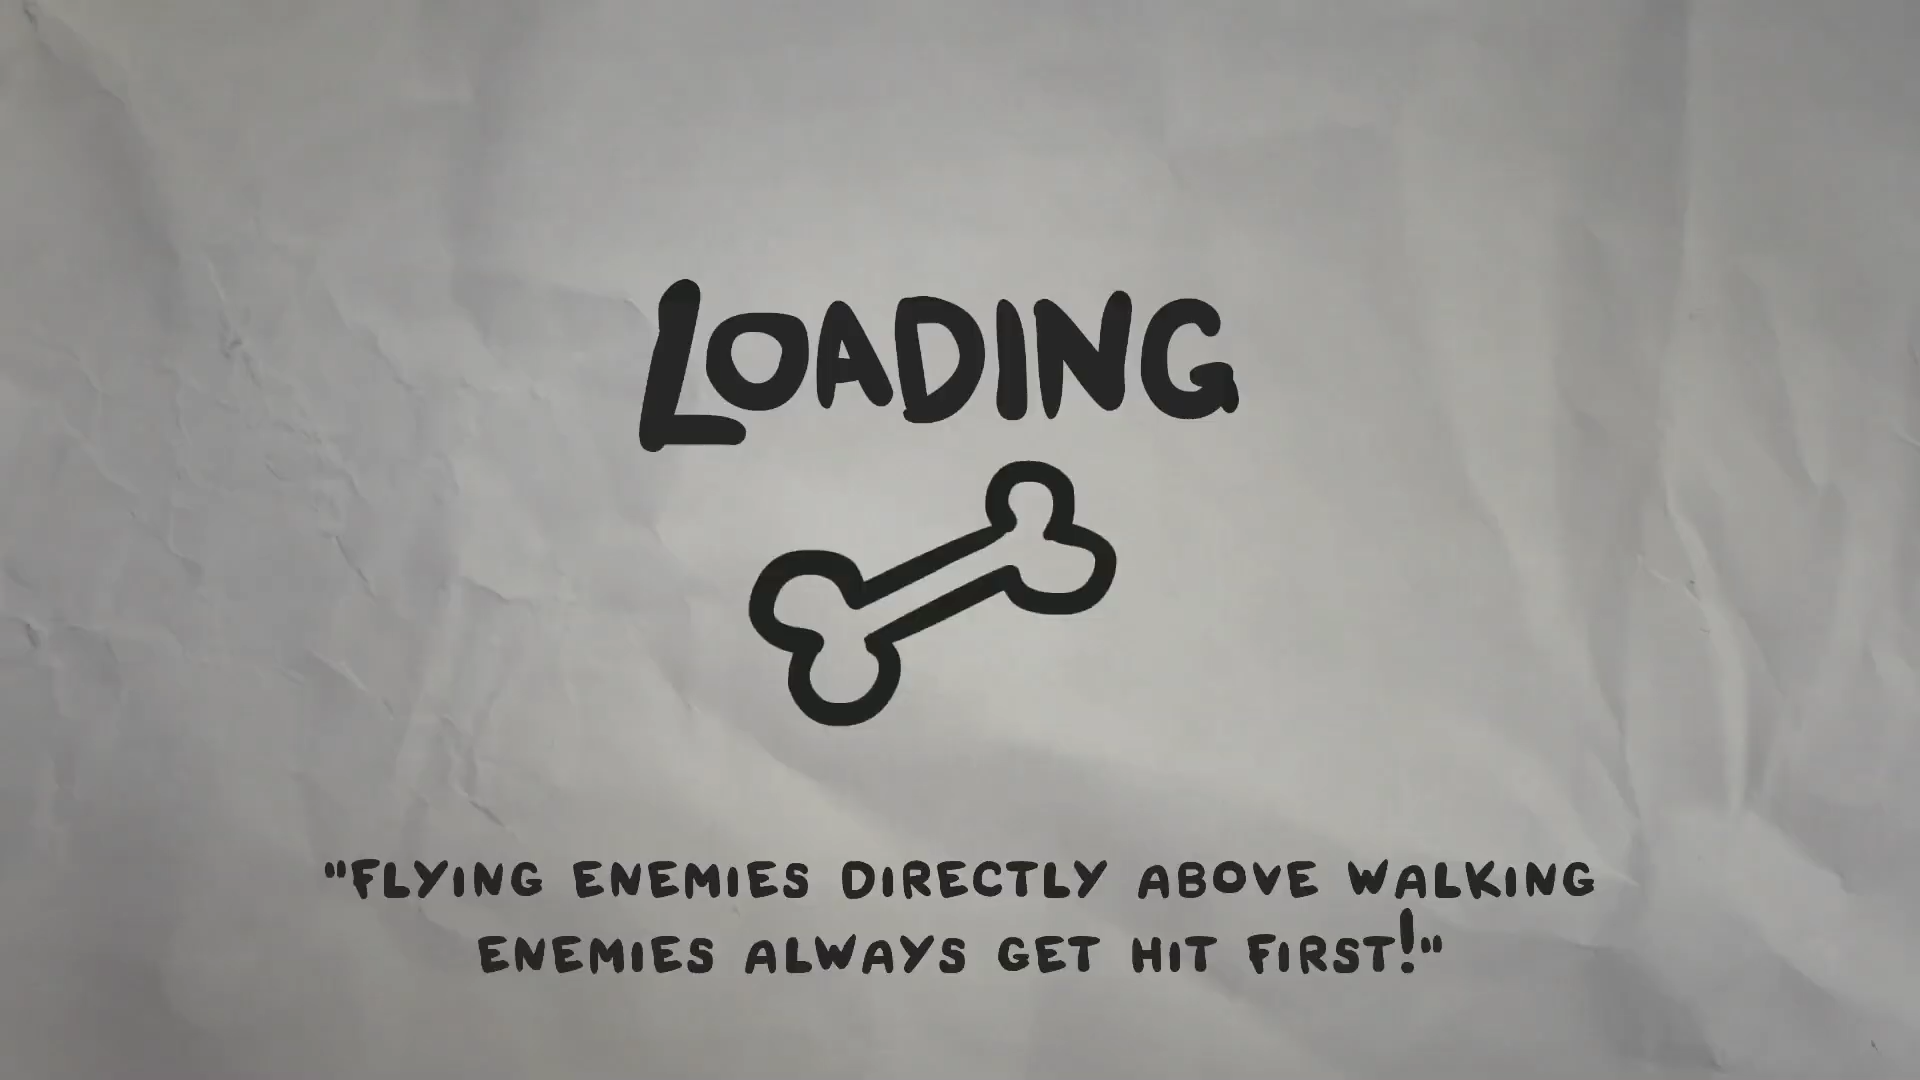 LOADING
"FLYING ENEMIES DIRECTLY ABOVE WALKING
ENEMIES ALWAYS GET HIT FIRST!"